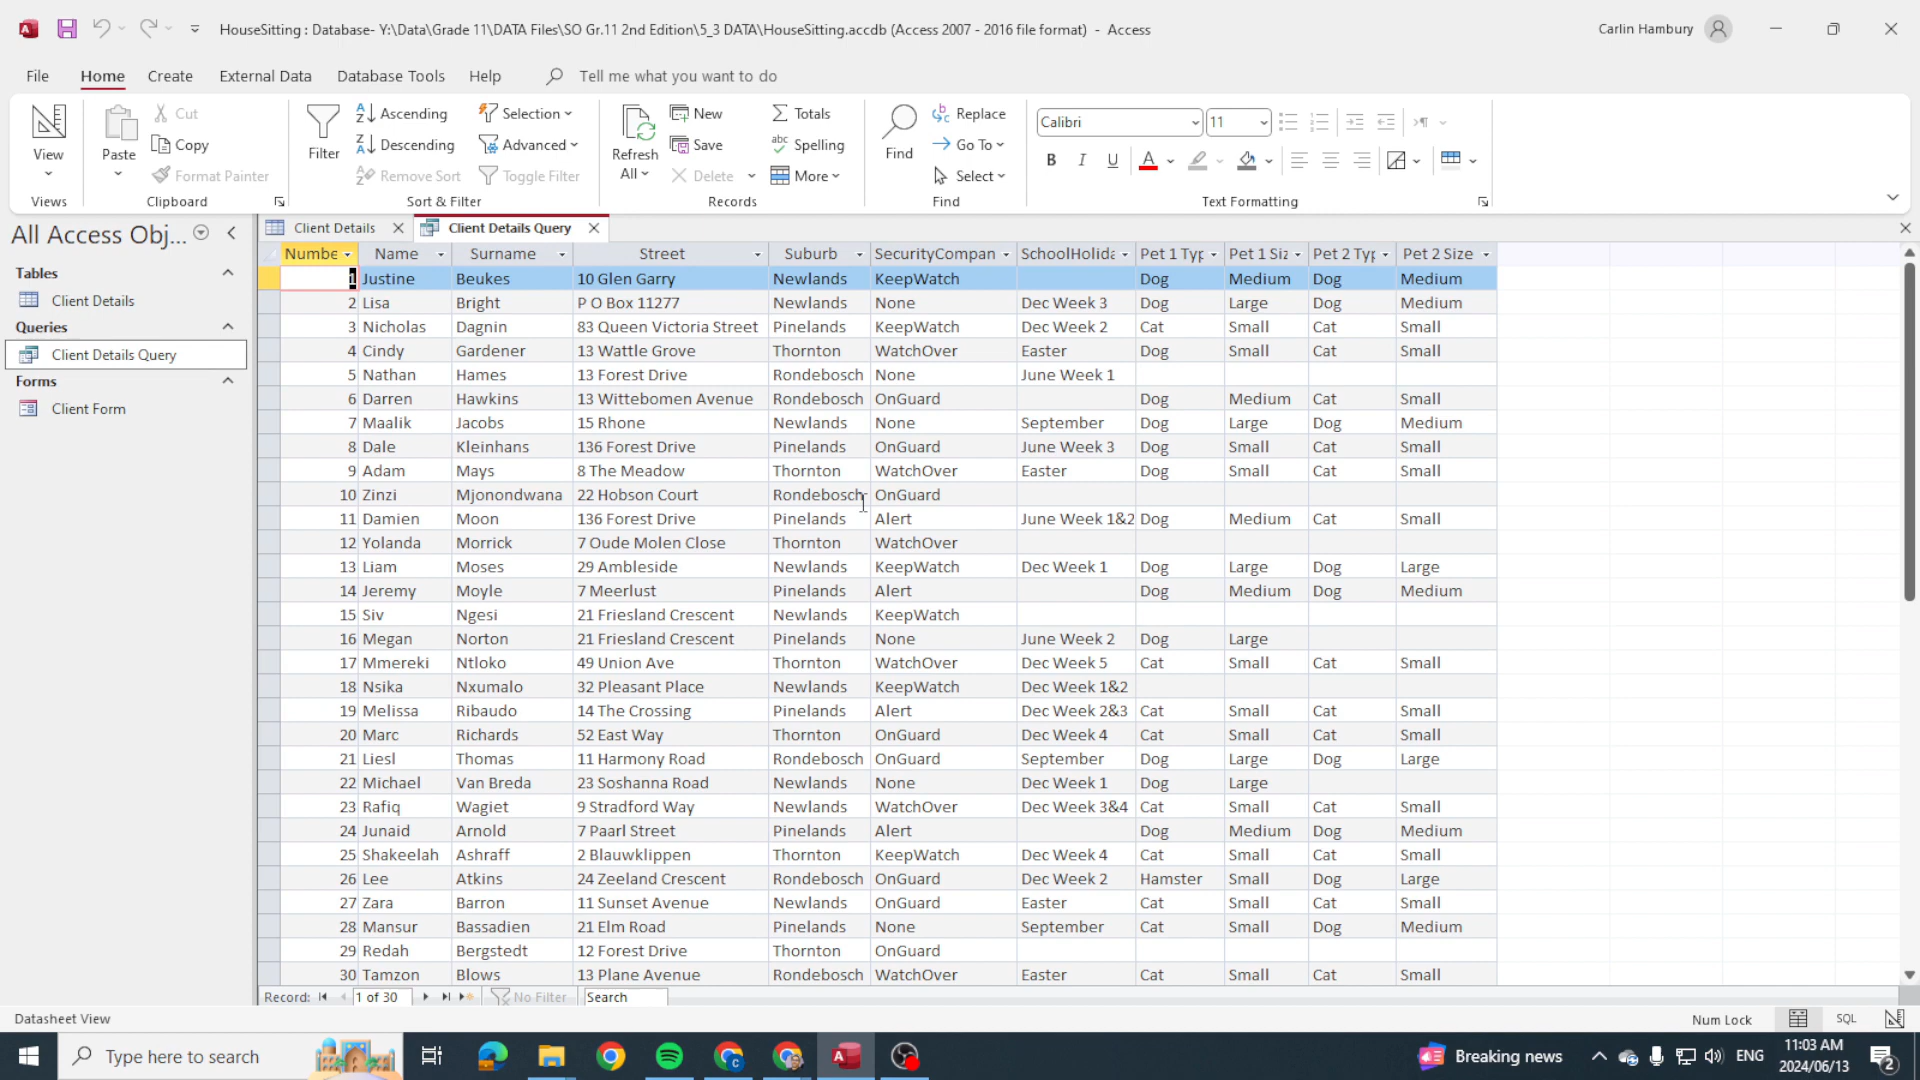 HouseSitting : Database- Y:\Data\Grade 11\DATA Files\SO Gr.11 2nd Edition\5_3 DATA\HouseSitting.accdb (Access 2007 - 2016 file format) - Access
Carlin Hambury
File Home Create External Data Database Tools Help Tell me what you want to do
View
Paste
Cut
Copy
Format Painter
Filter
Ascending
Descending
Remove Sort
Selection
Advanced
Toggle Filter
Refresh
All
New
Save
Delete
Totals
Spelling
More
Find
Replace
Go To
Select
Calibri 11
B I U
Views Clipboard Sort & Filter Records Find Text Formatting
All Access Obj...
Tables
Client Details
Queries
Client Details Query
Forms
Client Form
Client Details Client Details Query
Numbe Name Surname Street Suburb SecurityCompan SchoolHolida Pet 1 Typ Pet 1 Siz Pet 2 Typ Pet 2 Size
1 Justine Beukes 10 Glen Garry Newlands KeepWatch Dog Medium Dog Medium
2 Lisa Bright P O Box 11277 Newlands None Dec Week 3 Dog Large Dog Medium
3 Nicholas Dagnin 83 Queen Victoria Street Pinelands KeepWatch Dec Week 2 Cat Small Cat Small
4 Cindy Gardener 13 Wattle Grove Thornton WatchOver Easter Dog Small Cat Small
5 Nathan Hames 13 Forest Drive Rondebosch None June Week 1
6 Darren Hawkins 13 Wittebomen Avenue Rondebosch OnGuard Dog Medium Cat Small
7 Maalik Jacobs 15 Rhone Newlands None September Dog Large Dog Medium
8 Dale Kleinhans 136 Forest Drive Pinelands OnGuard June Week 3 Dog Small Cat Small
9 Adam Mays 8 The Meadow Thornton WatchOver Easter Dog Small Cat Small
10 Zinzi Mjonondwana 22 Hobson Court Rondebosch OnGuard
11 Damien Moon 136 Forest Drive Pinelands Alert June Week 1&2 Dog Medium Cat Small
12 Yolanda Morrick 7 Oude Molen Close Thornton WatchOver
13 Liam Moses 29 Ambleside Newlands KeepWatch Dec Week 1 Dog Large Dog Large
14 Jeremy Moyle 7 Meerlust Pinelands Alert Dog Medium Dog Medium
15 Siv Ngesi 21 Friesland Crescent Newlands KeepWatch
16 Megan Norton 21 Friesland Crescent Pinelands None June Week 2 Dog Large
17 Mmereki Ntloko 49 Union Ave Thornton WatchOver Dec Week 5 Cat Small Cat Small
18 Nsika Nxumalo 32 Pleasant Place Newlands KeepWatch Dec Week 1&2
19 Melissa Ribaudo 14 The Crossing Pinelands Alert Dec Week 2&3 Cat Small Cat Small
20 Marc Richards 52 East Way Thornton OnGuard Dec Week 4 Cat Small Cat Small
21 Liesl Thomas 11 Harmony Road Rondebosch OnGuard September Dog Large Dog Large
22 Michael Van Breda 23 Soshanna Road Newlands None Dec Week 1 Dog Large
23 Rafiq Wagiet 9 Stradford Way Newlands WatchOver Dec Week 3&4 Cat Small Cat Small
24 Junaid Arnold 7 Paarl Street Pinelands Alert Dog Medium Dog Medium
25 Shakeelah Ashraff 2 Blauwklippen Thornton KeepWatch Dec Week 4 Cat Small Cat Small
26 Lee Atkins 24 Zeeland Crescent Rondebosch OnGuard Dec Week 2 Hamster Small Dog Large
27 Zara Barron 11 Sunset Avenue Newlands OnGuard Easter Cat Small Cat Small
28 Mansur Bassadien 21 Elm Road Pinelands None September Cat Small Dog Medium
29 Redah Bergstedt 12 Forest Drive Thornton OnGuard
30 Tamzon Blows 13 Plane Avenue Rondebosch WatchOver Easter Cat Small Cat Small
Record: 1 of 30 No Filter Search
Datasheet View Num Lock SQL
Type here to search
Breaking news
ENG
11:03 AM
2024/06/13
2